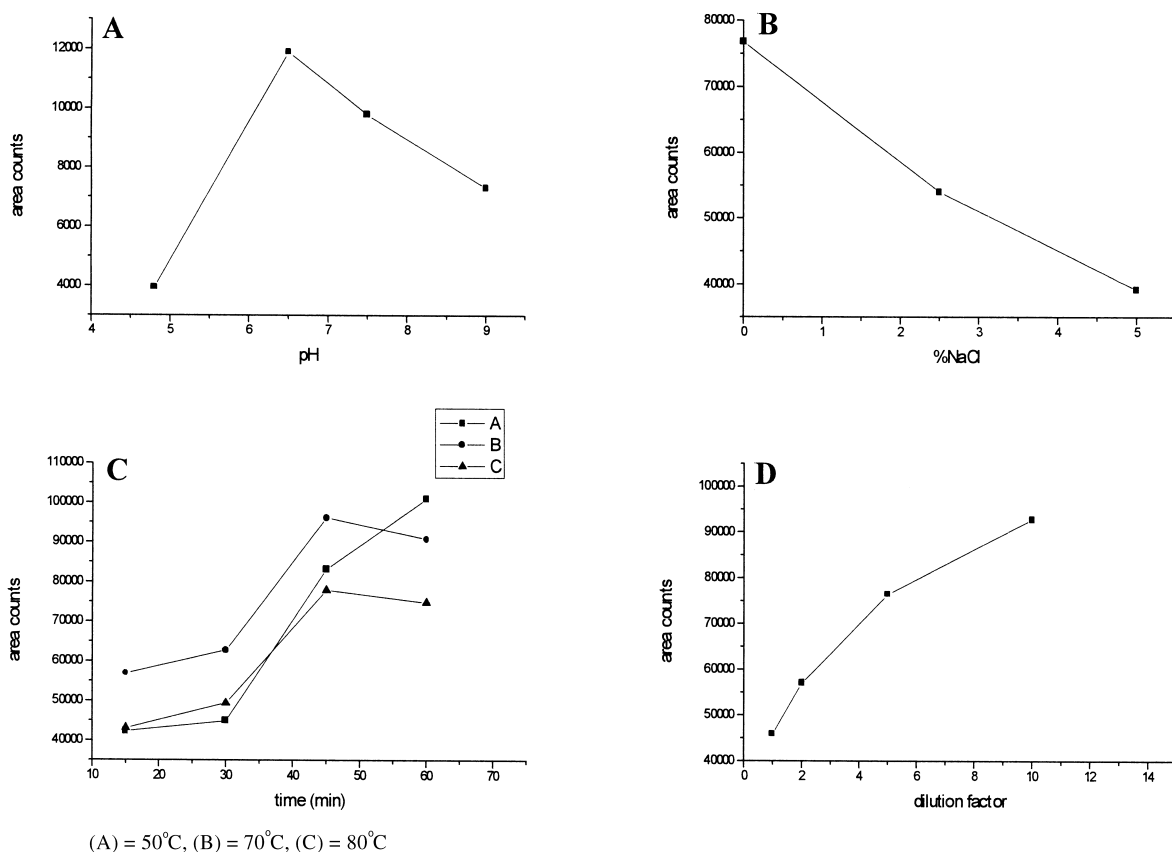 A
12000
10000
8000
6000
4000
area counts
4 5 6 7 8 9
pH
B
80000
70000
60000
50000
40000
area counts
0 1 2 3 4 5
%NaCl
A
B
C
C
110000
100000
90000
80000
70000
60000
50000
40000
area counts
10 20 30 40 50 60 70
time (min)
D
100000
90000
80000
70000
60000
50000
40000
area counts
0 2 4 6 8 10 12 14
dilution factor
(A) = 50°C, (B) = 70°C, (C) = 80°C